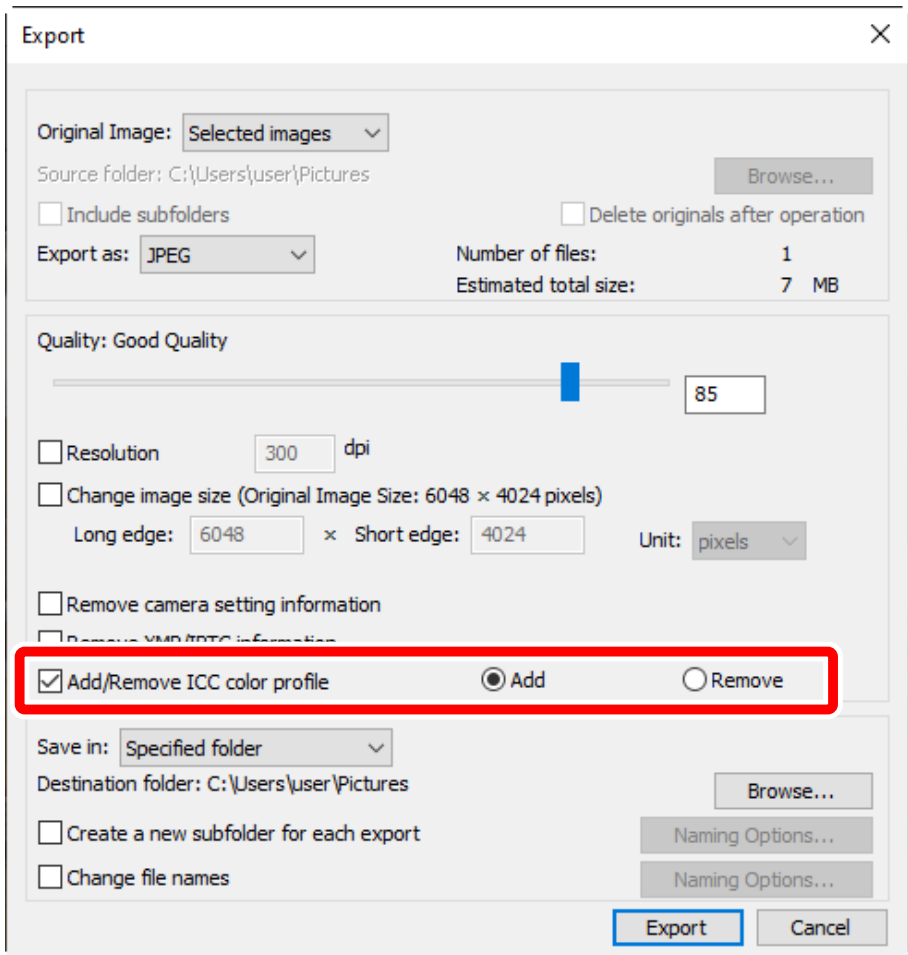 Export
Original Image: Selected images
Source folder: C:\Users\user\Pictures Browse...
Include subfolders Delete originals after operation
Export as: JPEG Number of files: 1
Estimated total size: 7 MB
Quality: Good Quality
85
Resolution 300 dpi
Change image size (Original Image Size: 6048 × 4024 pixels)
Long edge: 6048 × Short edge: 4024 Unit: pixels
Remove camera setting information
Remove XMP/IPTC information
Add/Remove ICC color profile Add Remove
Save in: Specified folder
Destination folder: C:\Users\user\Pictures Browse...
Create a new subfolder for each export Naming Options...
Change file names Naming Options...
Export Cancel